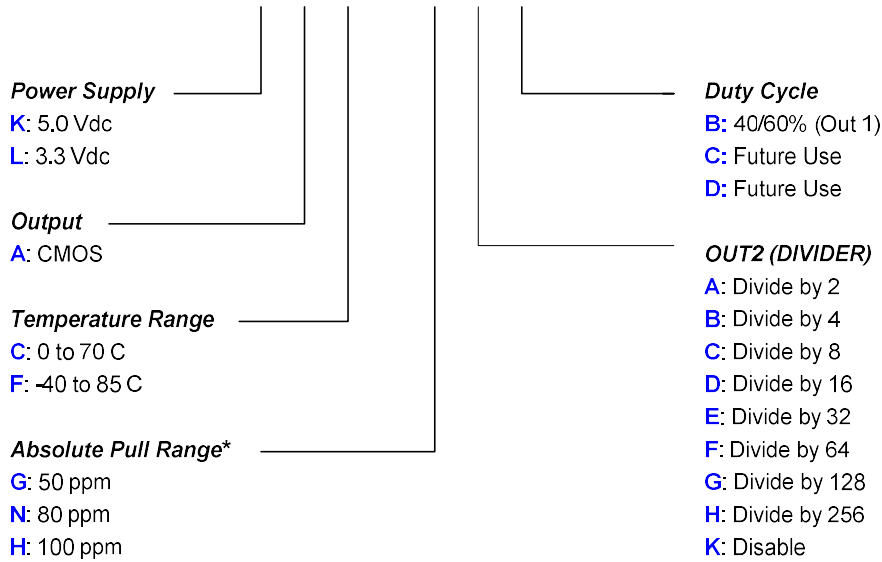 Power Supply
K: 5.0 Vdc
L: 3.3 Vdc
Output
A: CMOS
Temperature Range
C: 0 to 70 C
F: -40 to 85 C
Absolute Pull Range*
G: 50 ppm
N: 80 ppm
H: 100 ppm
Duty Cycle
B: 40/60% (Out 1)
C: Future Use
D: Future Use
OUT2 (DIVIDER)
A: Divide by 2
B: Divide by 4
C: Divide by 8
D: Divide by 16
E: Divide by 32
F: Divide by 64
G: Divide by 128
H: Divide by 256
K: Disable